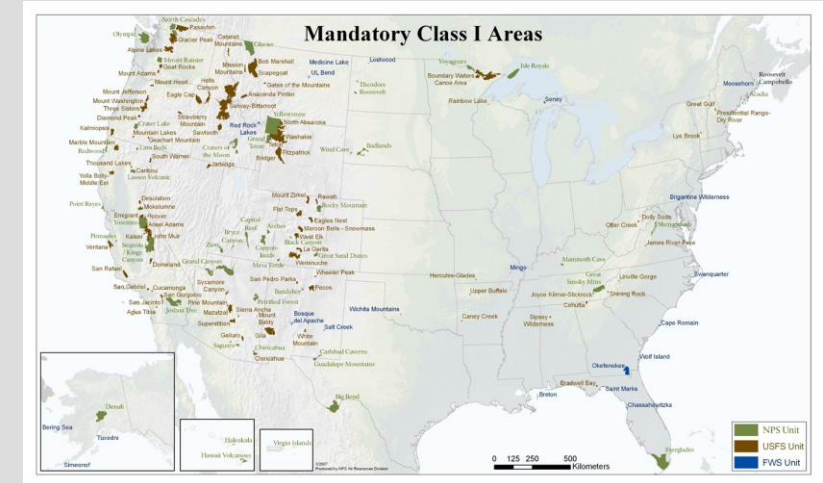 Mandatory Class I Areas
North Cascades
Pasayten
Olympic
Glacier Peak
Alpine Lakes
Cabinet
Mountains
Glacier
Mount Rainier
Goat Rocks
Mission
Mountains
Bob Marshall
Scapegoat
Medicine Lake
Lostwood
UL Bend
Mount Adams
Mount Hood
Hells
Canyon
Gates of the Mountains
Theodore
Roosevelt
Voyageurs
Isle Royale
Boundary Waters
Canoe Area
Rainbow Lake
Seney
Moosehorn
Roosevelt
Campobello
Acadia
Great Gulf
Presidential Range-
Dry River
Lye Brook
Mount Jefferson
Mount Washington
Three Sisters
Diamond Peak
Eagle Cap
Anaconda Pintler
Selway-Bitterroot
Strawberry
Mountain
Sawtooth
Red Rock
Lakes
Yellowstone
North Absaroka
Washakie
Teton
Grand
Teton
Fitzpatrick
Bridger
Kalmiopsis
Crater Lake
Mountain Lakes
Gearhart Mountain
Craters of
the Moon
Marble Mountain
Redwood
Lava Beds
South Warner
Jarbidge
Wind Cave
Badlands
Thousand Lakes
Caribou
Lassen Volcanic
Yolla Bolly-
Middle Eel
Point Reyes
Desolation
Mokelumne
Emigrant
Hoover
Yosemite
Ansel Adams
Kaiser
John Muir
Pinnacles
Ventana
Sequoia
Kings
Canyon
Domeland
San Rafael
Mount Zirkel
Rawah
Flat Tops
Rocky Mountain
Eagles Nest
Maroon Bells - Snowmass
West Elk
Black Canyon
La Garita
Great Sand Dunes
Weminuche
Capitol
Reef
Arches
Bryce
Canyon
Canyon-
lands
Zion
Mesa Verde
Grand Canyon
Wheeler Peak
San Pedro Parks
Pecos
Bandelier
San Gabriel
Cucamonga
San Gorgonio
San Jacinto
Joshua Tree
Agua Tibia
Sycamore
Canyon
Pine Mountain
Mazatzal
Petrified Forest
Sierra Ancha
Mount
Baldy
Superstition
Galiuro
Gila
Saguaro
Chiricahua
Chiricahua
Bosque
del Apache
Salt Creek
White
Mountain
Carlsbad Caverns
Guadalupe Mountains
Wichita Mountains
Big Bend
Hercules-Glades
Mingo
Upper Buffalo
Caney Creek
Mammoth Cave
Great
Smoky Mtns
Joyce Kilmer-Slickrock
Cohutta
Linville Gorge
Shining Rock
Sipsey
Wilderness
Brigantine Wilderness
Dolly Sods
Otter Creek
Shenandoah
James River Face
Swanquarter
Cape Romain
Wolf Island
Okefenokee
Bradwell Bay
Saint Marks
Breton
Chassahowitzka
Everglades
Denali
Bering Sea
Tuxedni
Simeonof
Haleakala
Hawaii Volcanoes
Virgin Islands
Produced by NPS Air Resources Division
0 125 250 500
Kilometers
NPS Unit
USFS Unit
FWS Unit